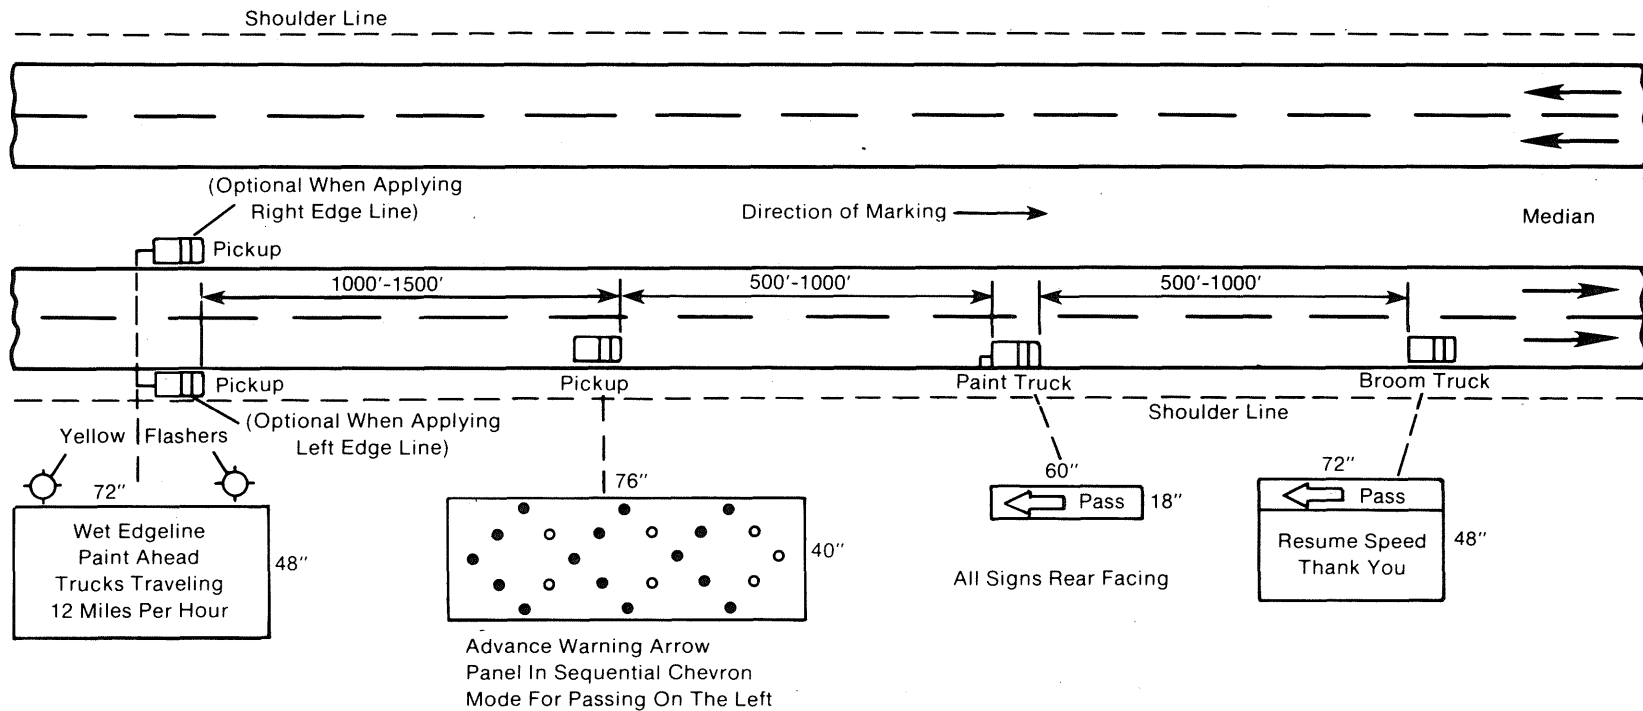 Shoulder Line
(Optional When Applying
Right Edge Line)
Pickup
Direction of Marking
Median
1000'-1500'
500'-1000'
500'-1000'
Pickup
(Optional When Applying
Left Edge Line)
Pickup
Paint Truck
Broom Truck
Shoulder Line
Yellow Flashers
72"
Wet Edgeline
Paint Ahead
Trucks Traveling
12 Miles Per Hour
48"
76"
40"
Advance Warning Arrow
Panel In Sequential Chevron
Mode For Passing On The Left
60"
Pass
18"
All Signs Rear Facing
72"
Pass
Resume Speed
Thank You
48"